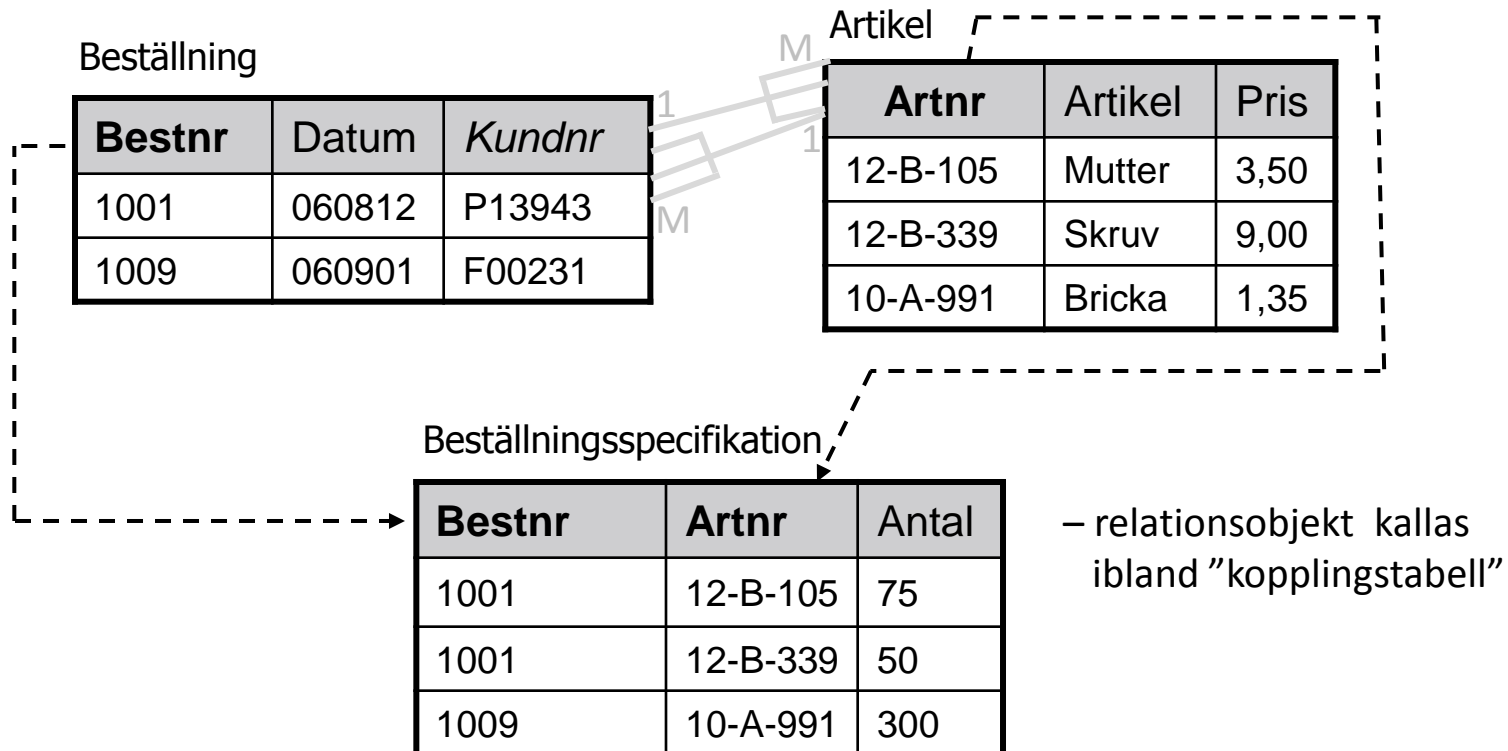 Beställning
Bestnr Datum Kundnr
1001 060812 P13943
1009 060901 F00231
1
M
M
1
Artikel
Artnr Artikel Pris
12-B-105 Mutter 3,50
12-B-339 Skruv 9,00
10-A-991 Bricka 1,35
Beställningsspecifikation
Bestnr Artnr Antal
1001 12-B-105 75
1001 12-B-339 50
1009 10-A-991 300
– relationsobjekt kallas
ibland ”kopplingstabell”